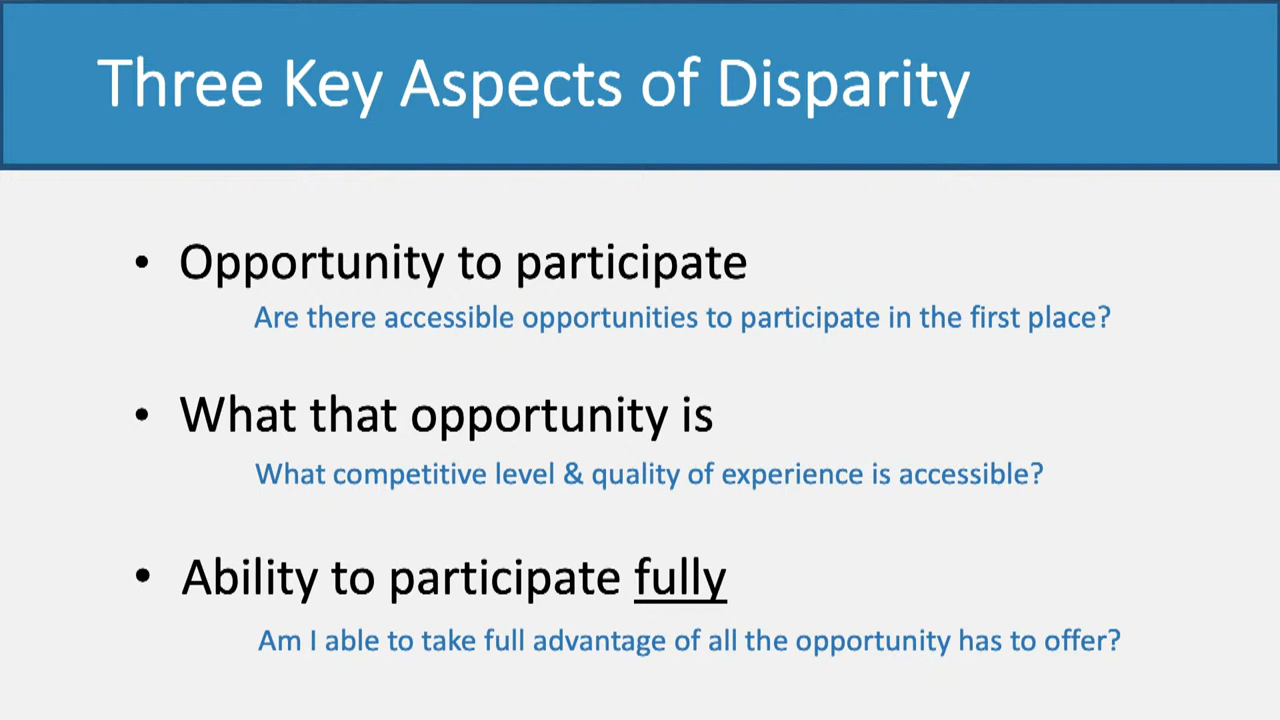 Three Key Aspects of Disparity
• Opportunity to participate
Are there accessible opportunities to participate in the first place?
• What that opportunity is
What competitive level & quality of experience is accessible?
• Ability to participate fully
Am I able to take full advantage of all the opportunity has to offer?